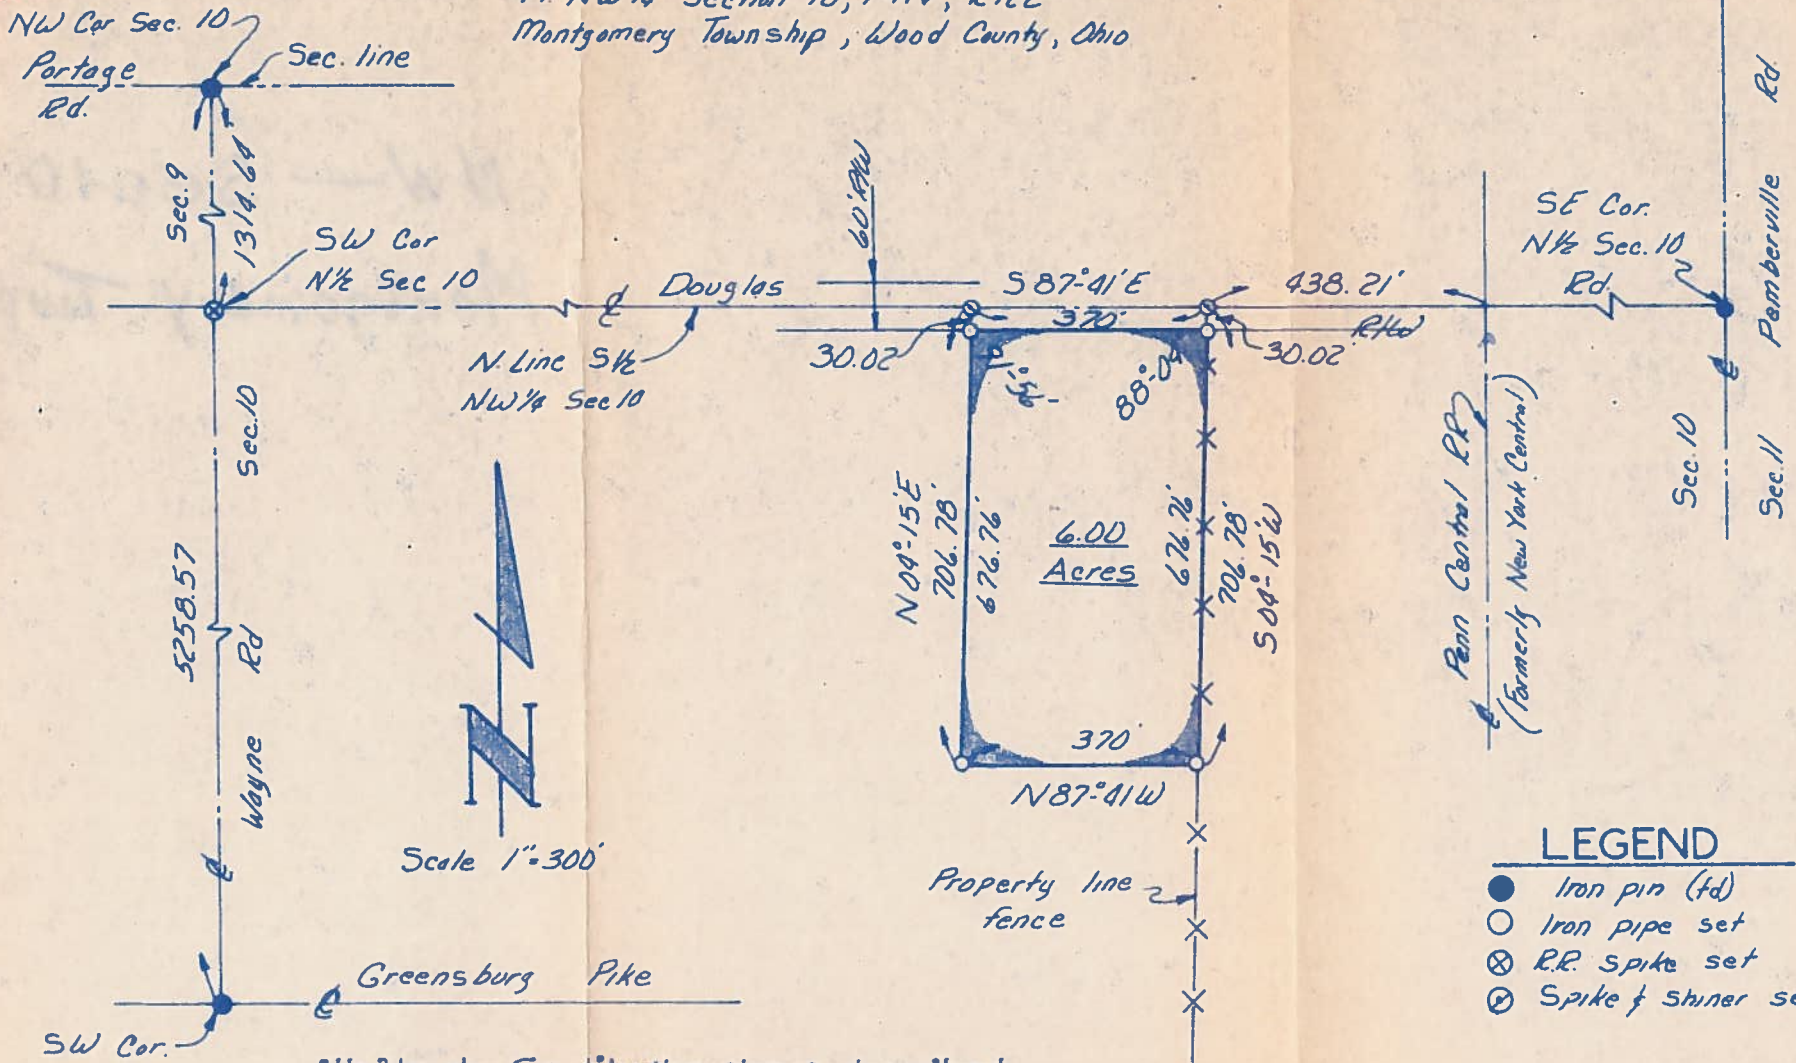 Montgomery Township, Wood County, Ohio
NW Cor Sec. 10
Sec. line
Portage
Rd.
Sec. 9
1314.64
SW Cor
N½ Sec 10
Douglas
60' R/W
S 87°-41' E
438.21'
SE Cor.
N½ Sec. 10
Rd.
Pemberville Rd.
370'
30.02'
30.02'
R/W
N. Line S½
NW¼ Sec 10
Sec. 10
88°-04'
N 04°-15' E
706.78'
676.76'
6.00
Acres
676.76'
706.78'
S 04°-15' W
Penn Central RR
(Formerly New York Central)
Sec. 10
Sec. 11
5258.57
Wayne Rd
N
Scale 1"=300'
370'
N 87°-41' W
Property line
fence
Greensburg Pike
SW Cor.
LEGEND
Iron pin (fd)
Iron pipe set
R.R. spike set
Spike & shiner